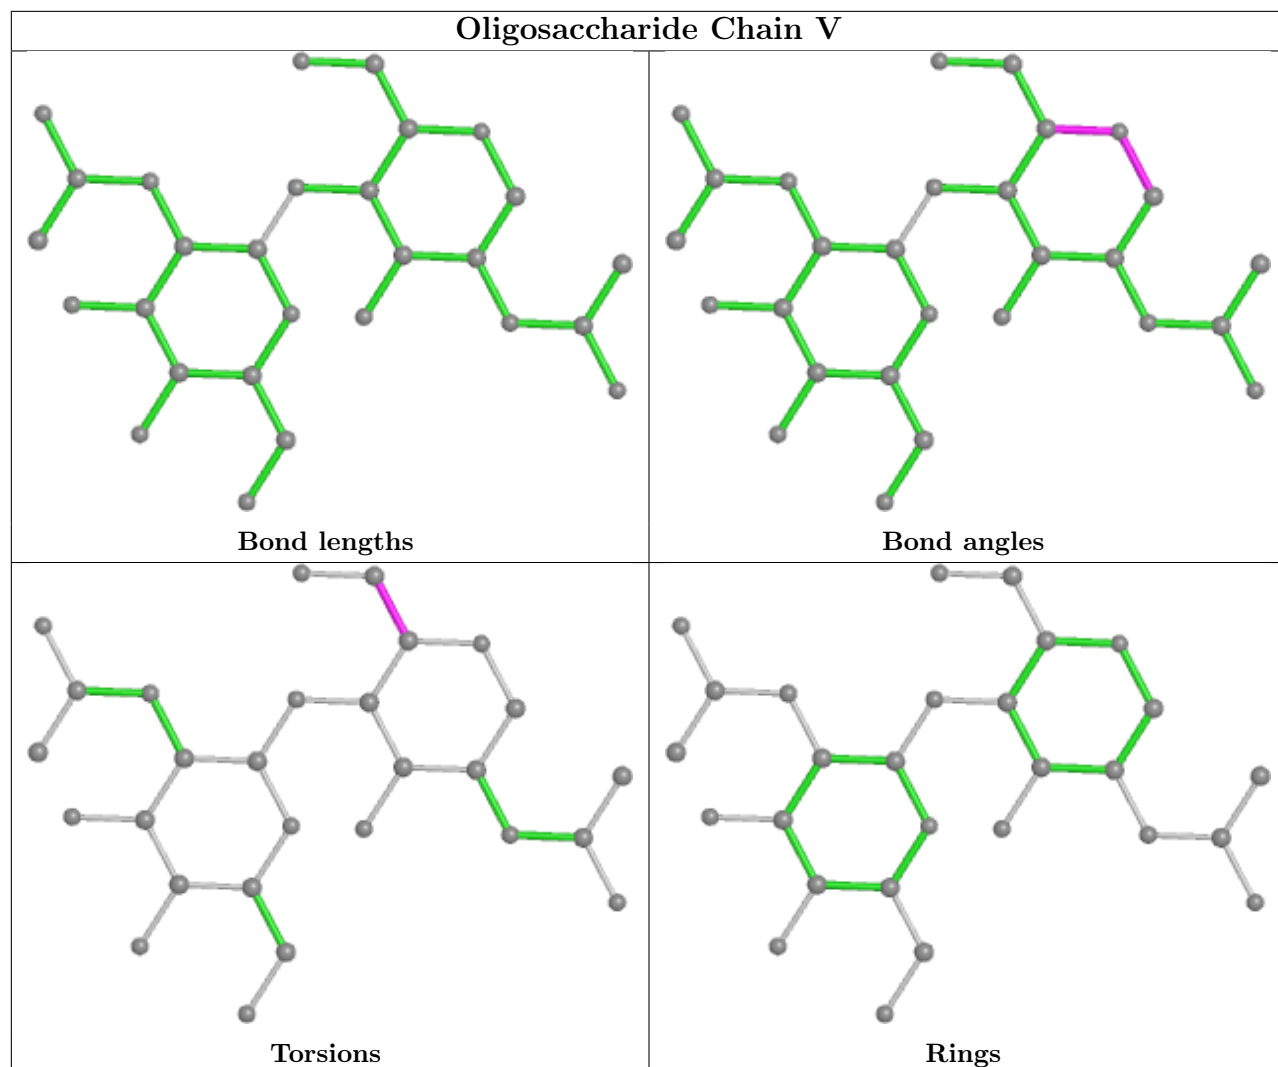 Oligosaccharide Chain V
Bond lengths
Bond angles
Torsions
Rings